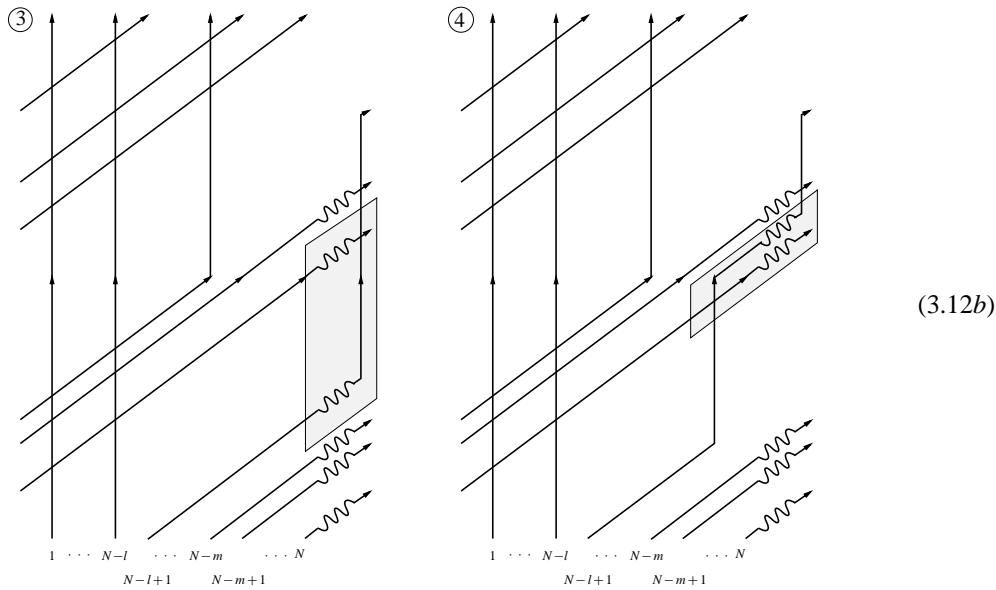 ③ ④
(3.12b)
1 · · · N−l · · · N−m · · · N 1 · · · N−l · · · N−m · · · N
N−l+1 N−m+1 N−l+1 N−m+1